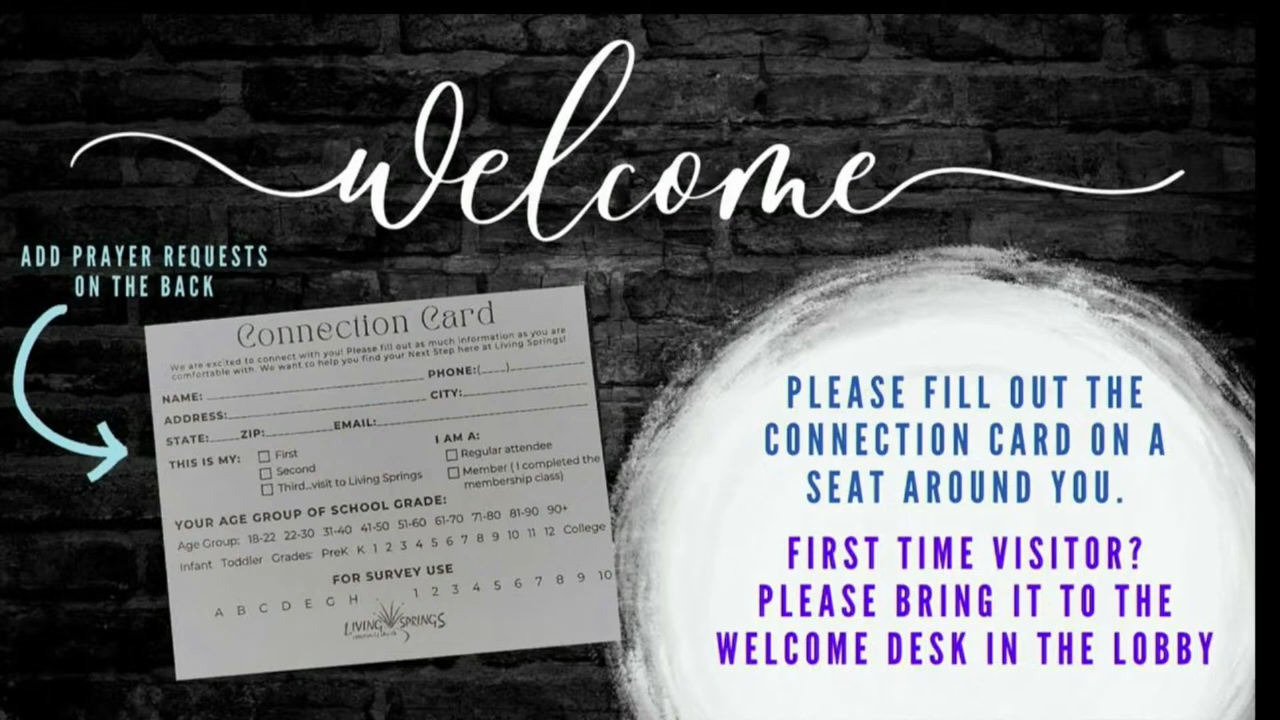 welcome
ADD PRAYER REQUESTS
ON THE BACK
Connection Card
We are excited to connect with you! Please fill out as much information as you are
comfortable with. We want to help you find your Next Step here at Living Springs!
NAME: PHONE:( )
ADDRESS: CITY:
STATE: ZIP: EMAIL:
THIS IS MY: First I AM A:
Second Regular attendee
Third...visit to Living Springs Member ( I completed the
membership class)
YOUR AGE GROUP OF SCHOOL GRADE:
Age Group: 18-22 22-30 31-40 41-50 51-60 61-70 71-80 81-90 90+
Infant Toddler Grades: PreK K 1 2 3 4 5 6 7 8 9 10 11 12 College
FOR SURVEY USE
A B C D E G H 1 2 3 4 5 6 7 8 9 10
LIVING SPRINGS
PLEASE FILL OUT THE
CONNECTION CARD ON A
SEAT AROUND YOU.
FIRST TIME VISITOR?
PLEASE BRING IT TO THE
WELCOME DESK IN THE LOBBY